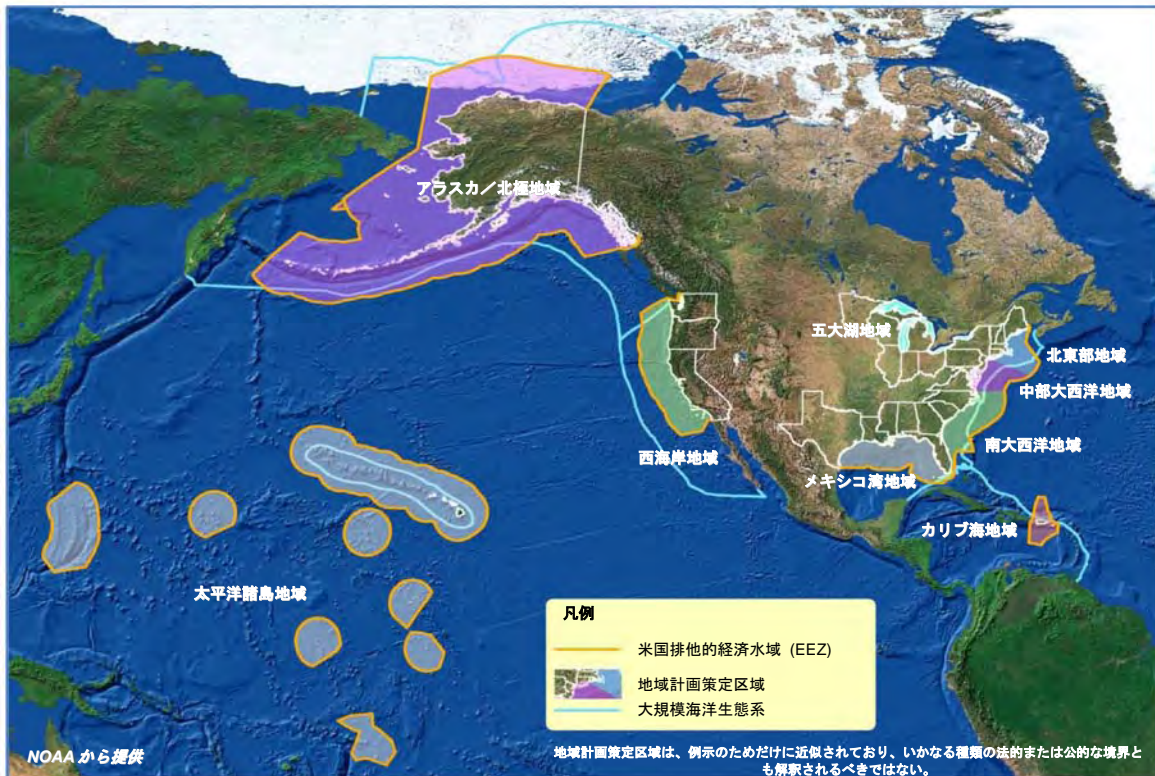 アラスカ／北極地域
五大湖地域
北東部地域
中部大西洋地域
西海岸地域
南大西洋地域
メキシコ湾地域
カリブ海地域
太平洋諸島地域
凡例
米国排他的経済水域 (EEZ)
地域計画策定区域
大規模海洋生態系
NOAA から提供
地域計画策定区域は、例示のためだけに近似されており、いかなる種類の法的または公的な境界と
も解釈されるべきではない。